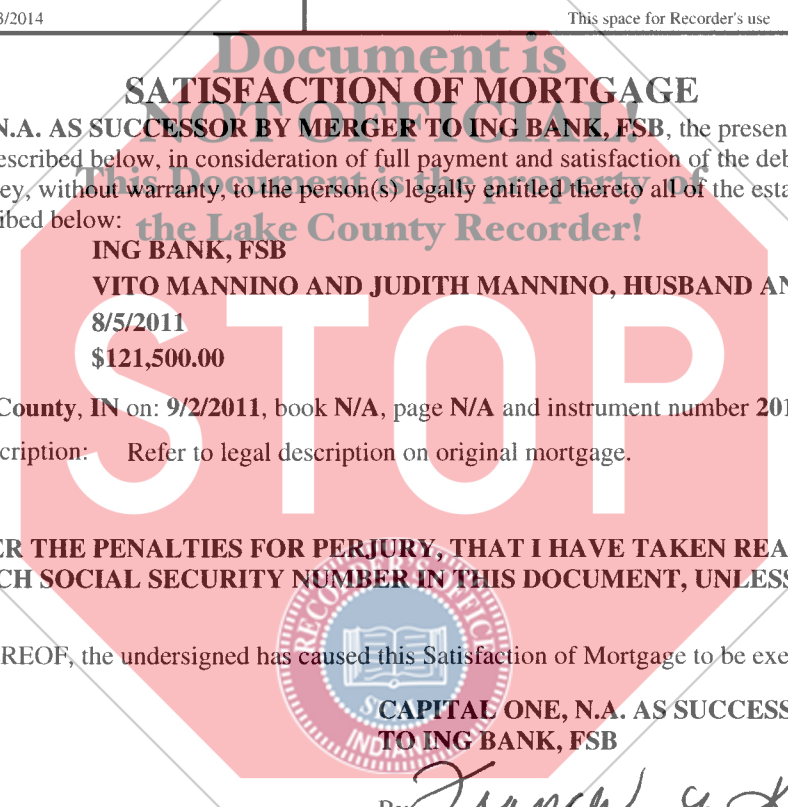 3/2014
This space for Recorder's use
Document is
SATISFACTION OF MORTGAGE
NOT OFFICIAL!
N.A. AS SUCCESSOR BY MERGER TO ING BANK, FSB, the presen
escribed below, in consideration of full payment and satisfaction of the deb
This Document is the property of
ey, without warranty, to the person(s) legally entitled thereto all of the esta
ibed below:
the Lake County Recorder!
ING BANK, FSB
VITO MANNINO AND JUDITH MANNINO, HUSBAND AN
8/5/2011
$121,500.00
STOP
County, IN on: 9/2/2011, book N/A, page N/A and instrument number 201
cription: Refer to legal description on original mortgage.
ER THE PENALTIES FOR PERJURY, THAT I HAVE TAKEN REA
CH SOCIAL SECURITY NUMBER IN THIS DOCUMENT, UNLESS
RECORDER'S OFFICE
REOF, the undersigned has caused this Satisfaction of Mortgage to be exe
CAPITAL ONE, N.A. AS SUCCESS
TO ING BANK, FSB
INDIANA
By